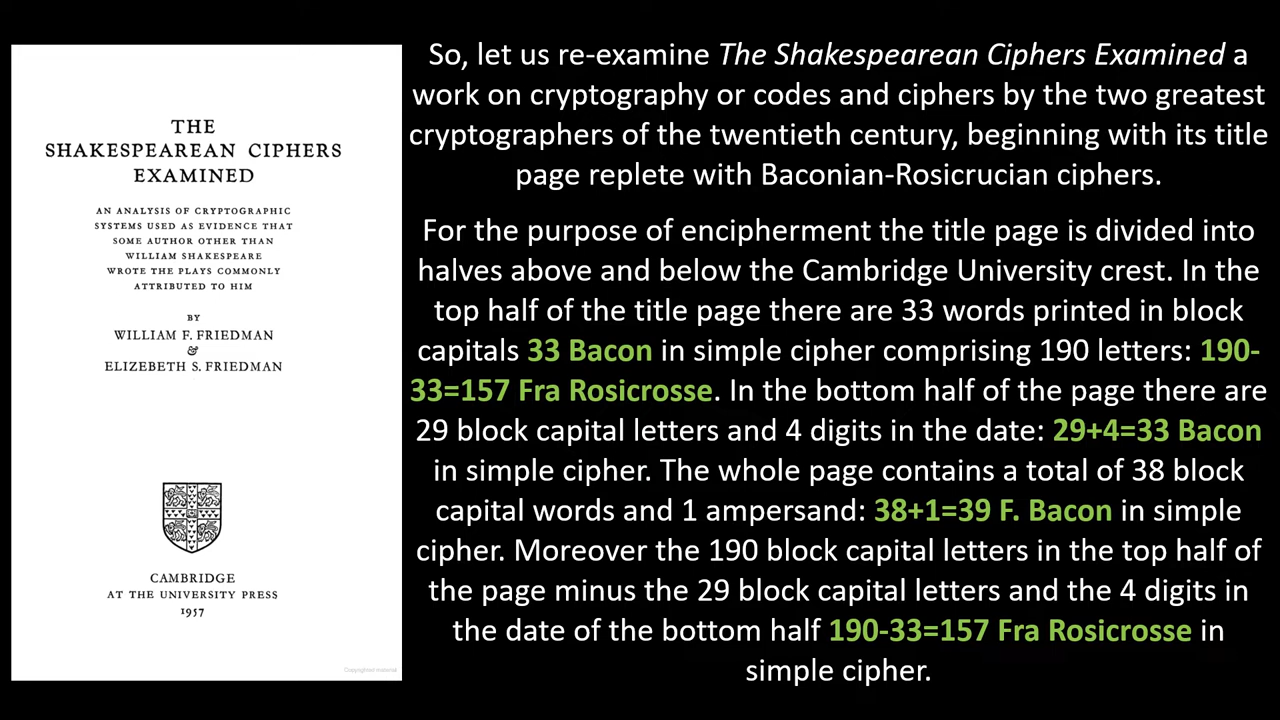 THE
SHAKESPEAREAN CIPHERS
EXAMINED
AN ANALYSIS OF CRYPTOGRAPHIC
SYSTEMS USED AS EVIDENCE THAT
SOME AUTHOR OTHER THAN
WILLIAM SHAKESPEARE
WROTE THE PLAYS COMMONLY
ATTRIBUTED TO HIM
BY
WILLIAM F. FRIEDMAN
&
ELIZEBETH S. FRIEDMAN
CAMBRIDGE
AT THE UNIVERSITY PRESS
1957
Copyrighted material
So, let us re-examine The Shakespearean Ciphers Examined a
work on cryptography or codes and ciphers by the two greatest
cryptographers of the twentieth century, beginning with its title
page replete with Baconian-Rosicrucian ciphers.
For the purpose of encipherment the title page is divided into
halves above and below the Cambridge University crest. In the
top half of the title page there are 33 words printed in block
capitals 33 Bacon in simple cipher comprising 190 letters: 190-
33=157 Fra Rosicrosse. In the bottom half of the page there are
29 block capital letters and 4 digits in the date: 29+4=33 Bacon
in simple cipher. The whole page contains a total of 38 block
capital words and 1 ampersand: 38+1=39 F. Bacon in simple
cipher. Moreover the 190 block capital letters in the top half of
the page minus the 29 block capital letters and the 4 digits in
the date of the bottom half 190-33=157 Fra Rosicrosse in
simple cipher.